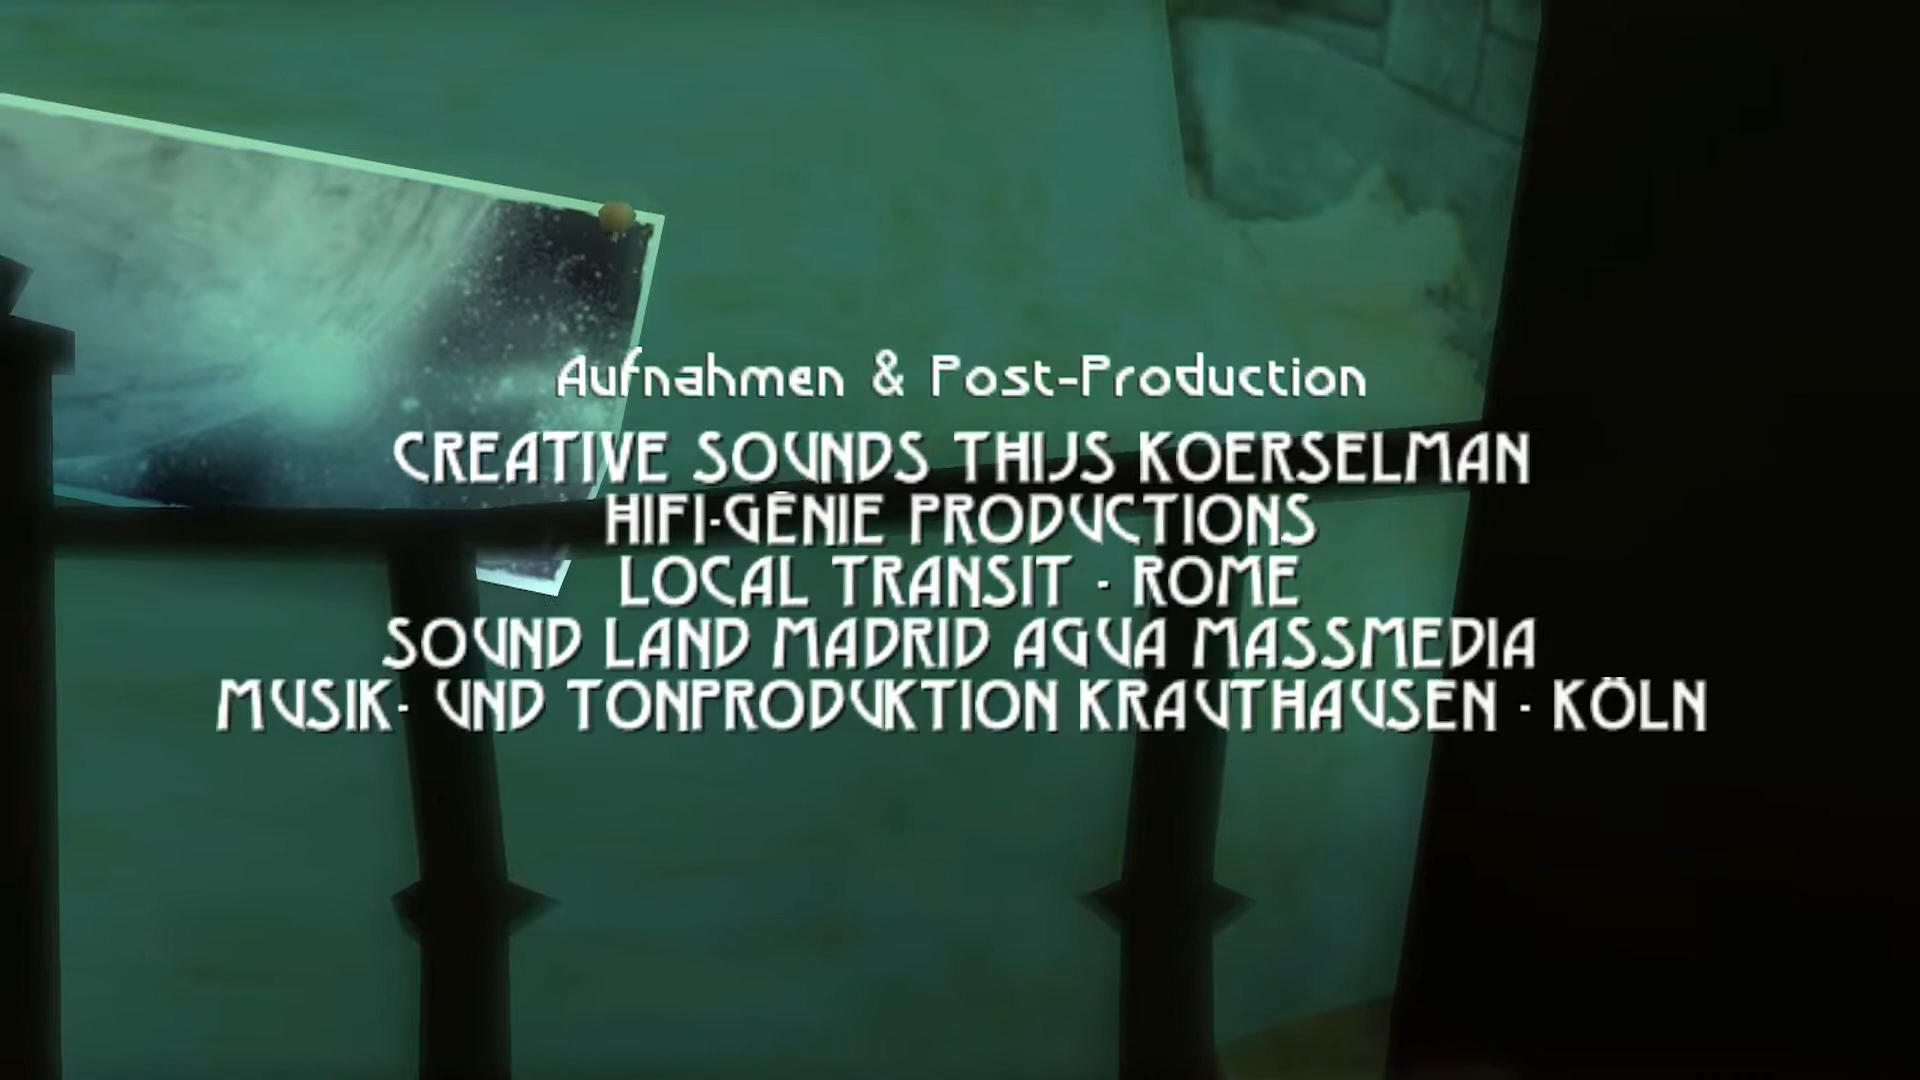 Aufnahmen & Post-Production
CREATIVE SOUNDS THIJS KOERSELMAN
HIFI-GÉNIE PRODUCTIONS
LOCAL TRANSIT - ROME
SOUND LAND MADRID AGUA MASSMEDIA
MUSIK- UND TONPRODUKTION KRAUTHAUSEN - KÖLN